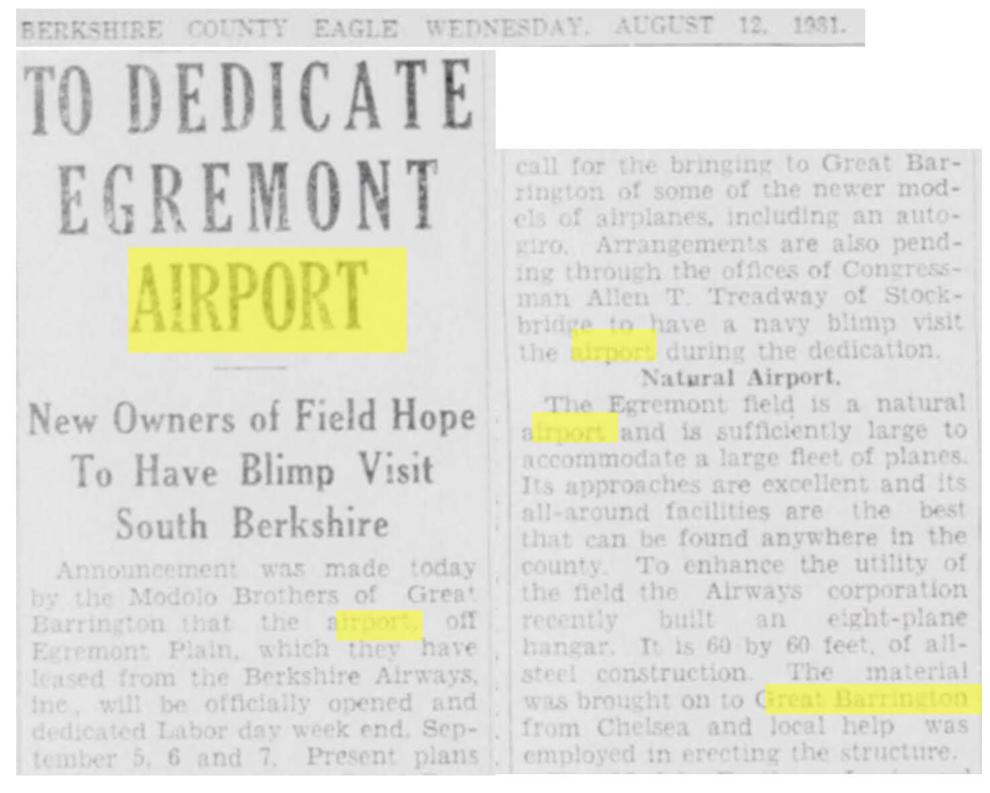 BERKSHIRE COUNTY EAGLE WEDNESDAY, AUGUST 12, 1931.
TO DEDICATE
EGREMONT
AIRPORT
New Owners of Field Hope
To Have Blimp Visit
South Berkshire
Announcement was made today
by the Modolo Brothers of Great
Barrington that the airport, off
Egremont Plain, which they have
leased from the Berkshire Airways,
inc., will be officially opened and
dedicated Labor day week end, Sep-
tember 5, 6 and 7. Present plans
call for the bringing to Great Bar-
rington of some of the newer mod-
els of airplanes, including an auto-
giro. Arrangements are also pend-
ing through the offices of Congress-
man Allen T. Treadway of Stock-
bridge to have a navy blimp visit
the airport during the dedication.
Natural Airport.
The Egremont field is a natural
airport and is sufficiently large to
accommodate a large fleet of planes.
Its approaches are excellent and its
all-around facilities are the best
that can be found anywhere in the
county. To enhance the utility of
the field the Airways corporation
recently built an eight-plane
hangar. It is 60 by 60 feet, of all-
steel construction. The material
was brought on to Great Barrington
from Chelsea and local help was
employed in erecting the structure.